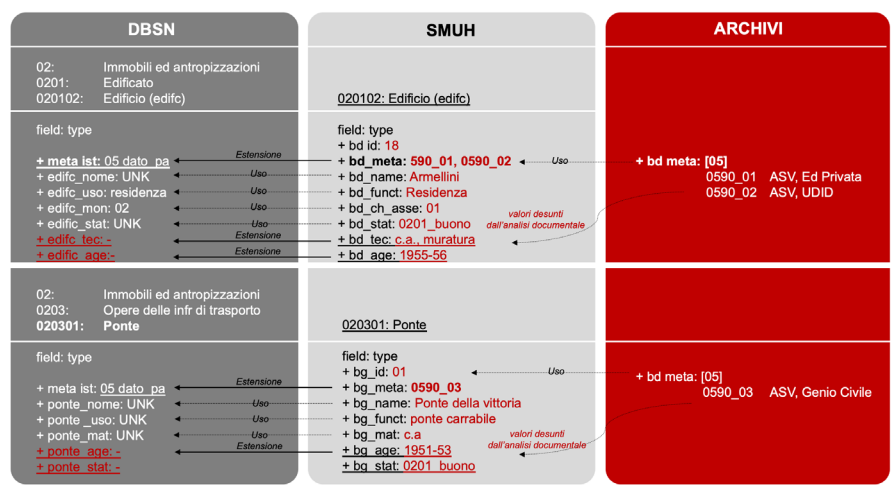 DBSN
02: Immobili ed antropizzazioni
0201: Edificato
020102: Edificio (edifc)
field: type
+ meta ist: 05 dato_pa
+ edifc_nome: UNK
+ edifc_uso: residenza
+ edifc_mon: 02
+ edific_stat: UNK
+ edifc_tec: -
+ edific_age:-
02: Immobili ed antropizzazioni
0203: Opere delle infr di trasporto
020301: Ponte
field: type
+ meta ist: 05 dato_pa
+ ponte_nome: UNK
+ ponte _uso: UNK
+ ponte_mat: UNK
+ ponte_age: -
+ ponte_stat: -
Estensione
Uso
Uso
Uso
Uso
Estensione
Estensione
Estensione
Uso
Uso
Uso
Estensione
SMUH
020102: Edificio (edifc)
field: type
+ bd id: 18
+ bd_meta: 590_01, 0590_02
+ bd_name: Armellini
+ bd_funct: Residenza
+ bd_ch_asse: 01
+ bd_stat: 0201_buono
+ bd_tec: c.a., muratura
+ bd_age: 1955-56
020301: Ponte
field: type
+ bg_id: 01
+ bg_meta: 0590_03
+ bg_name: Ponte della vittoria
+ bg_funct: ponte carrabile
+ bg_mat: c.a
+ bg_age: 1951-53
+ bg_stat: 0201_buono
Uso
valori desunti
dall'analisi documentale
Uso
valori desunti
dall'analisi documentale
ARCHIVI
+ bd meta: [05]
0590_01 ASV, Ed Privata
0590_02 ASV, UDID
+ bd meta: [05]
0590_03 ASV, Genio Civile